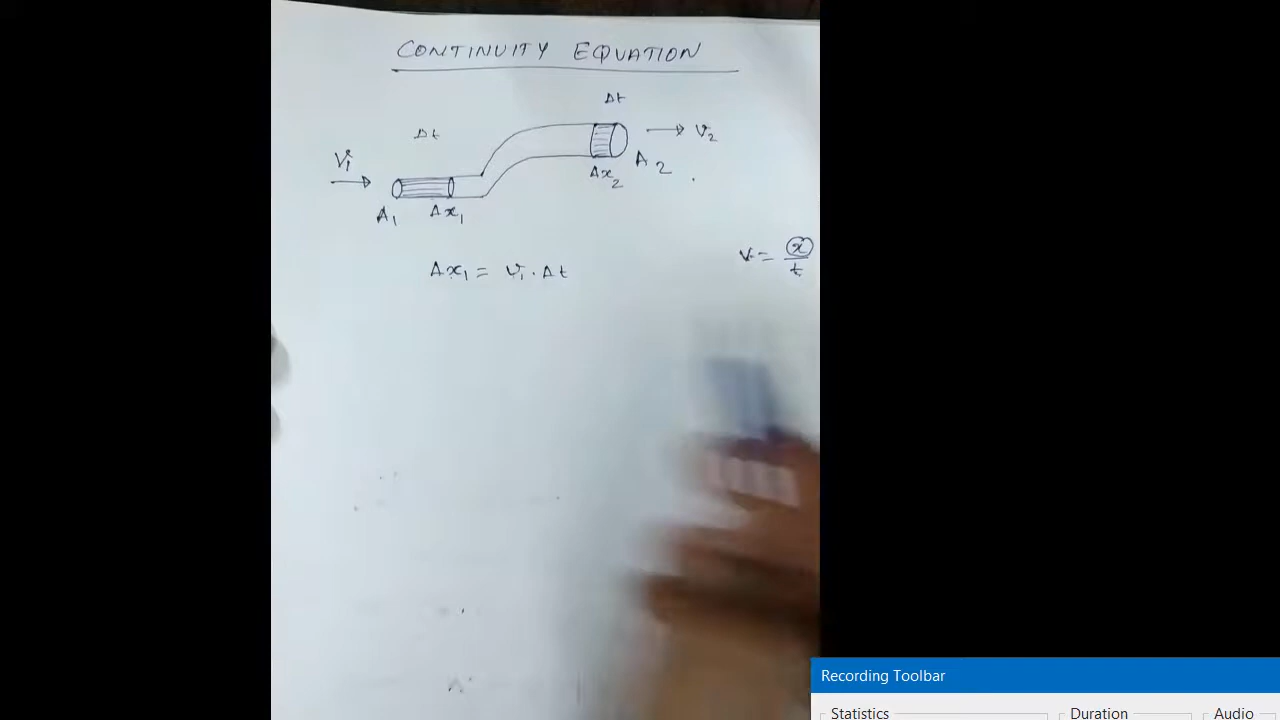 CONTINUITY EQUATION
Δt
Δt
V₁
V₂
A₂
Δx₂
A₁
Δx₁
Δx₁ = v₁ . Δt
v = x/t
Recording Toolbar
Statistics
Duration
Audio